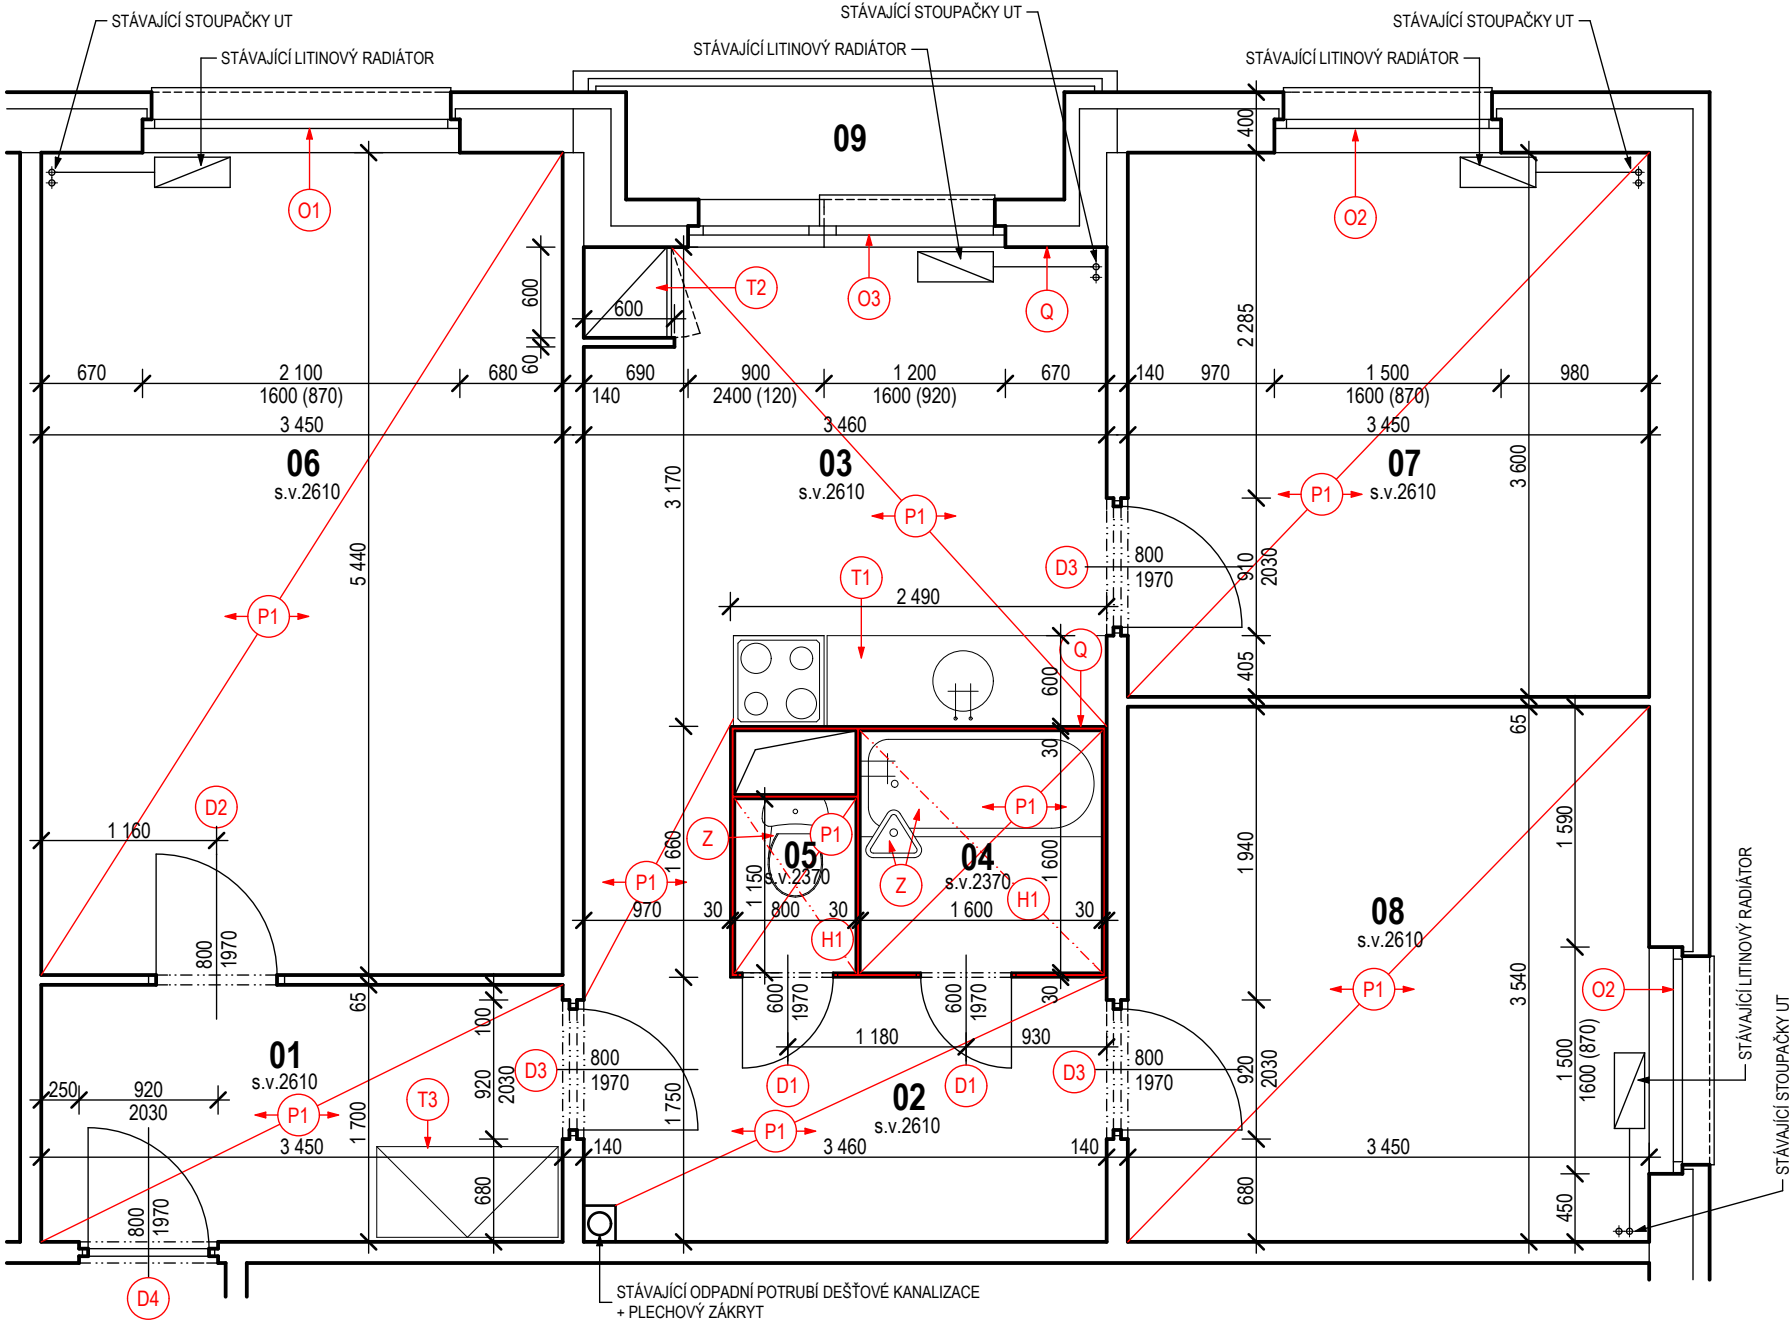 STÁVAJÍCÍ STOUPAČKY UT
STÁVAJÍCÍ LITINOVÝ RADIÁTOR
STÁVAJÍCÍ STOUPAČKY UT
STÁVAJÍCÍ LITINOVÝ RADIÁTOR
STÁVAJÍCÍ STOUPAČKY UT
STÁVAJÍCÍ LITINOVÝ RADIÁTOR
09
400
O1
O2
T2
O3
Q
600
600
60
2 285
670
2 100
1600 (870)
680
690
140
900
2400 (120)
1 200
1600 (920)
670
140
970
1 500
1600 (870)
980
3 450
3 460
3 450
06
s.v.2610
03
s.v.2610
07
s.v.2610
3 170
3 600
P1
P1
5 440
P1
T1
D3
800
1970
910
2030
2 490
Q
600
405
65
30
D2
1 160
Z
P1
P1
05
s.v.2370
04
s.v.2370
1 660
1 150
1 600
Z
H1
H1
P1
970
30
800
30
1 600
30
1 940
1 590
08
s.v.2610
P1
3 540
O2
1 500
1600 (870)
STÁVAJÍCÍ LITINOVÝ RADIÁTOR
STÁVAJÍCÍ STOUPAČKY UT
800
1970
65
100
600
1970
600
1970
30
1 180
930
01
s.v.2610
D3
800
1970
D1
D1
D3
800
1970
920
2030
250
920
2030
P1
1 700
920
2030
T3
1 750
02
s.v.2610
P1
3 450
140
3 460
140
3 450
680
680
450
800
1970
D4
STÁVAJÍCÍ ODPADNÍ POTRUBÍ DEŠŤOVÉ KANALIZACE
+ PLECHOVÝ ZÁKRYT